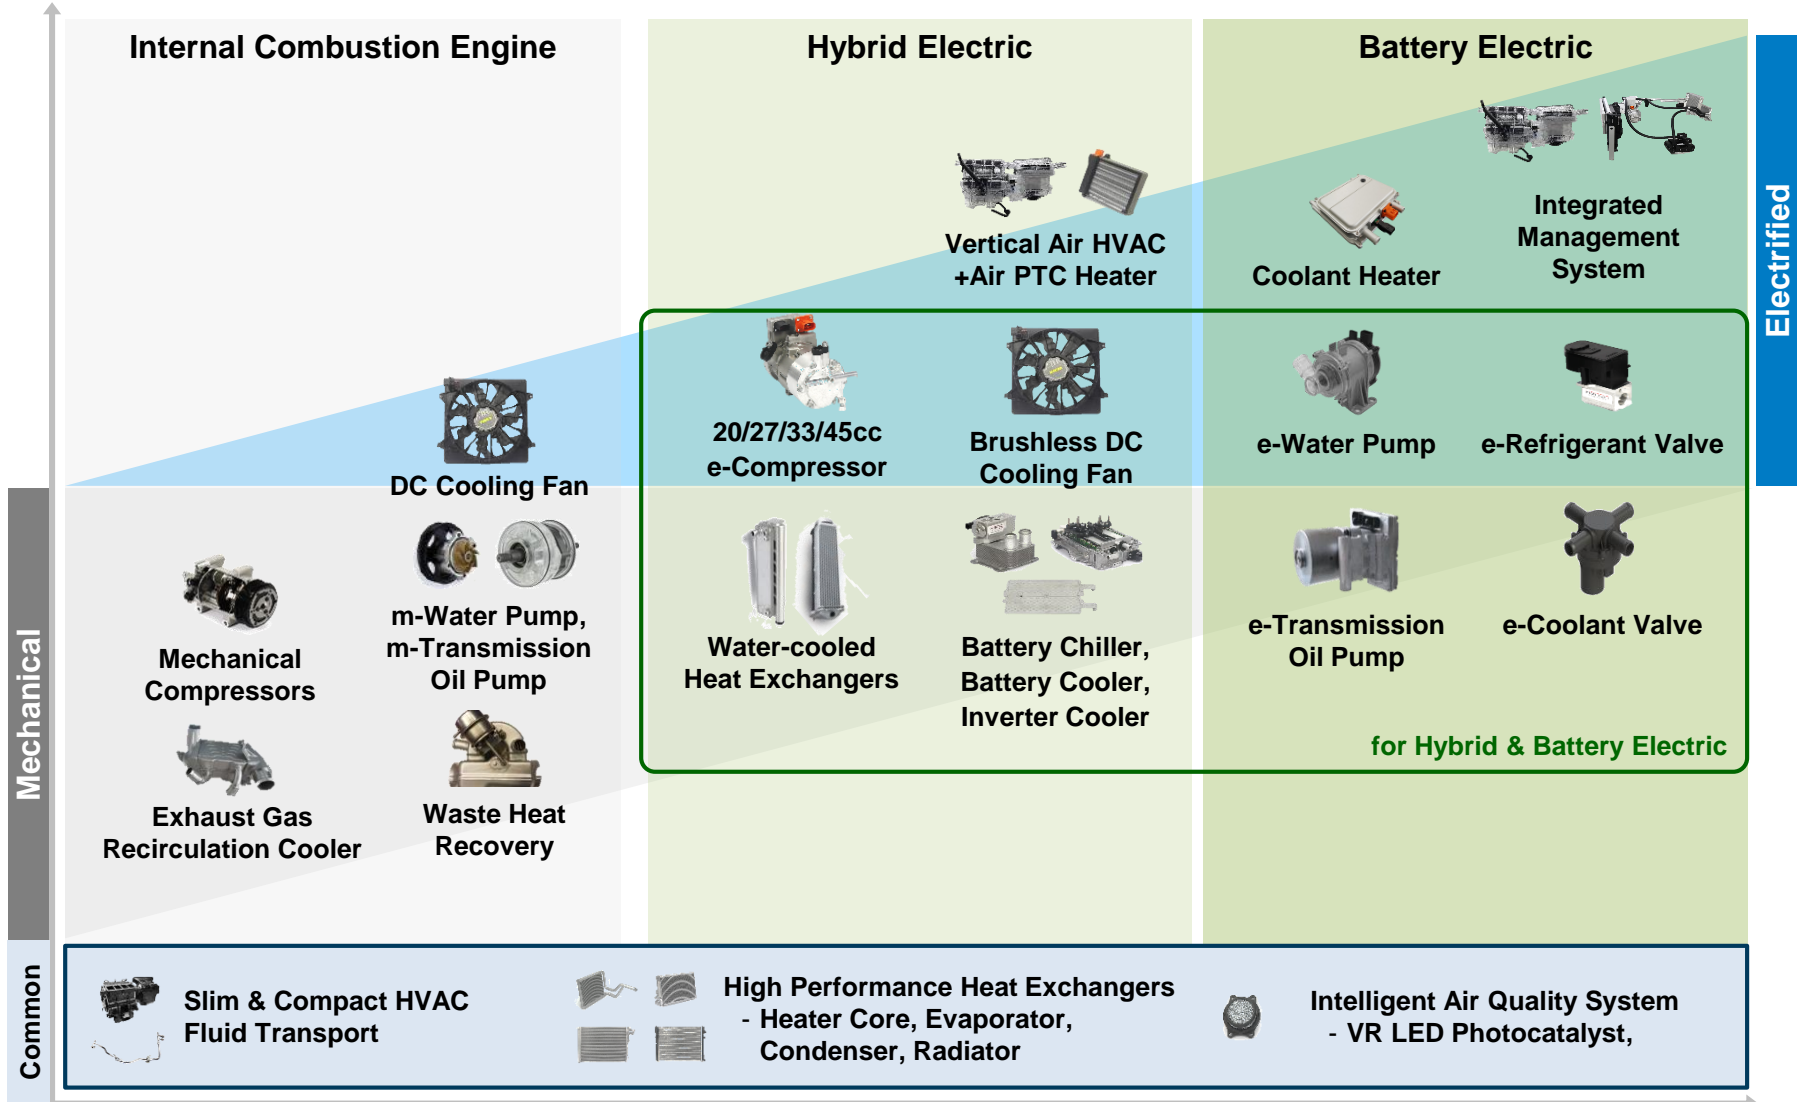 Internal Combustion Engine
Hybrid Electric
Battery Electric
Electrified
Mechanical
Common
Vertical Air HVAC
+Air PTC Heater
Coolant Heater
Integrated
Management
System
DC Cooling Fan
20/27/33/45cc
e-Compressor
Brushless DC
Cooling Fan
e-Water Pump
e-Refrigerant Valve
Mechanical
Compressors
m-Water Pump,
m-Transmission
Oil Pump
Water-cooled
Heat Exchangers
Battery Chiller,
Battery Cooler,
Inverter Cooler
e-Transmission
Oil Pump
e-Coolant Valve
for Hybrid & Battery Electric
Exhaust Gas
Recirculation Cooler
Waste Heat
Recovery
Slim & Compact HVAC
Fluid Transport
High Performance Heat Exchangers
- Heater Core, Evaporator,
Condenser, Radiator
Intelligent Air Quality System
- VR LED Photocatalyst,